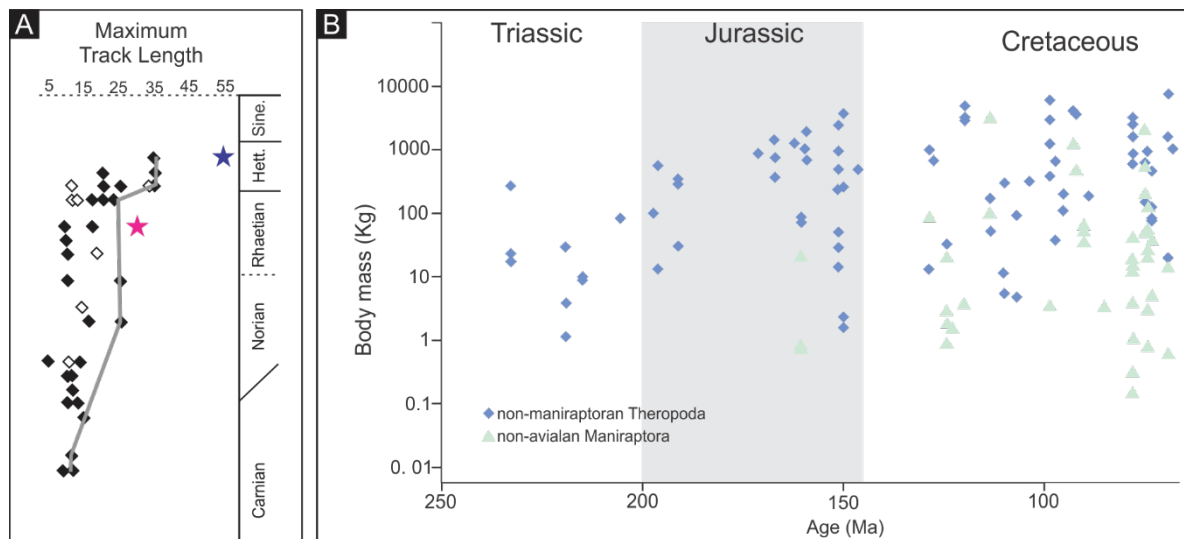 A
Maximum
Track Length
5 15 25 35 45 55
Sine.
Hett.
Rhaetian
Norian
Carnian
B
Triassic
Jurassic
Cretaceous
Body mass (Kg)
10000
1000
100
10
1
0.1
0. 01
non-maniraptoran Theropoda
non-avialan Maniraptora
250
200
150
100
Age (Ma)